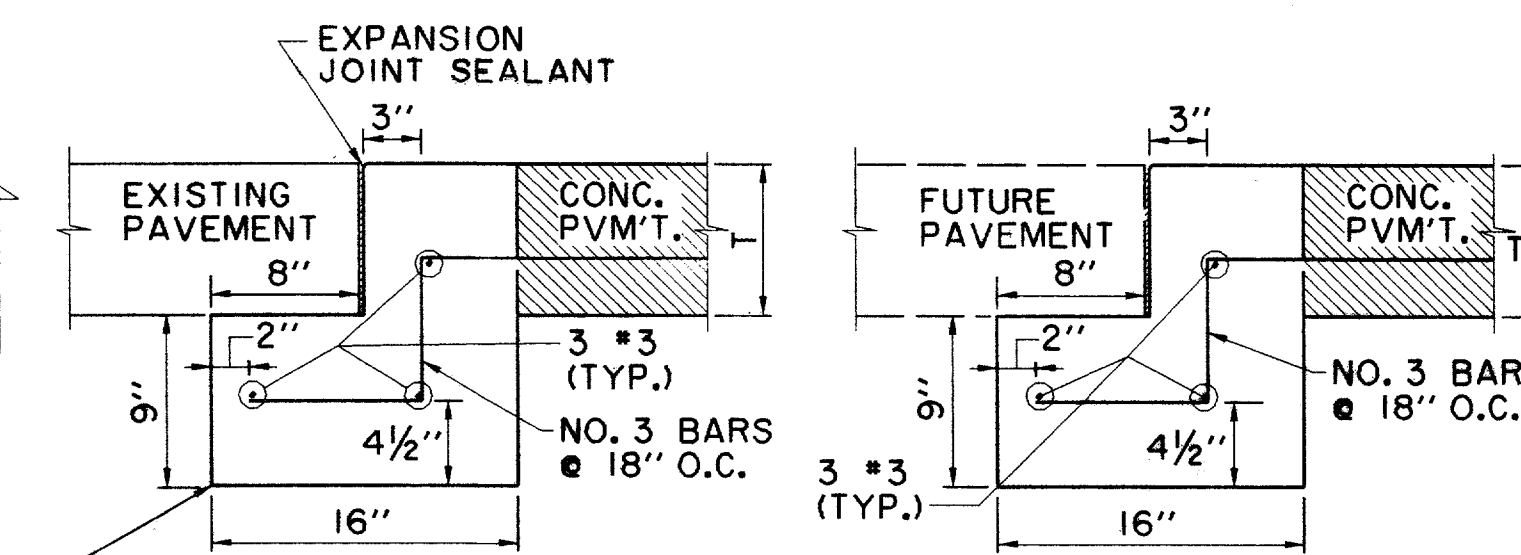 EXPANSION
JOINT SEALANT
3"
EXISTING
PAVEMENT
CONC.
PVM'T.
T
8"
2"
9"
3 #3
(TYP.)
4½"
NO. 3 BARS
@ 18" O.C.
16"
3"
FUTURE
PAVEMENT
CONC.
PVM'T.
T
8"
2"
9"
NO. 3 BAR
@ 18" O.C.
4½"
3 #3
(TYP.)
16"